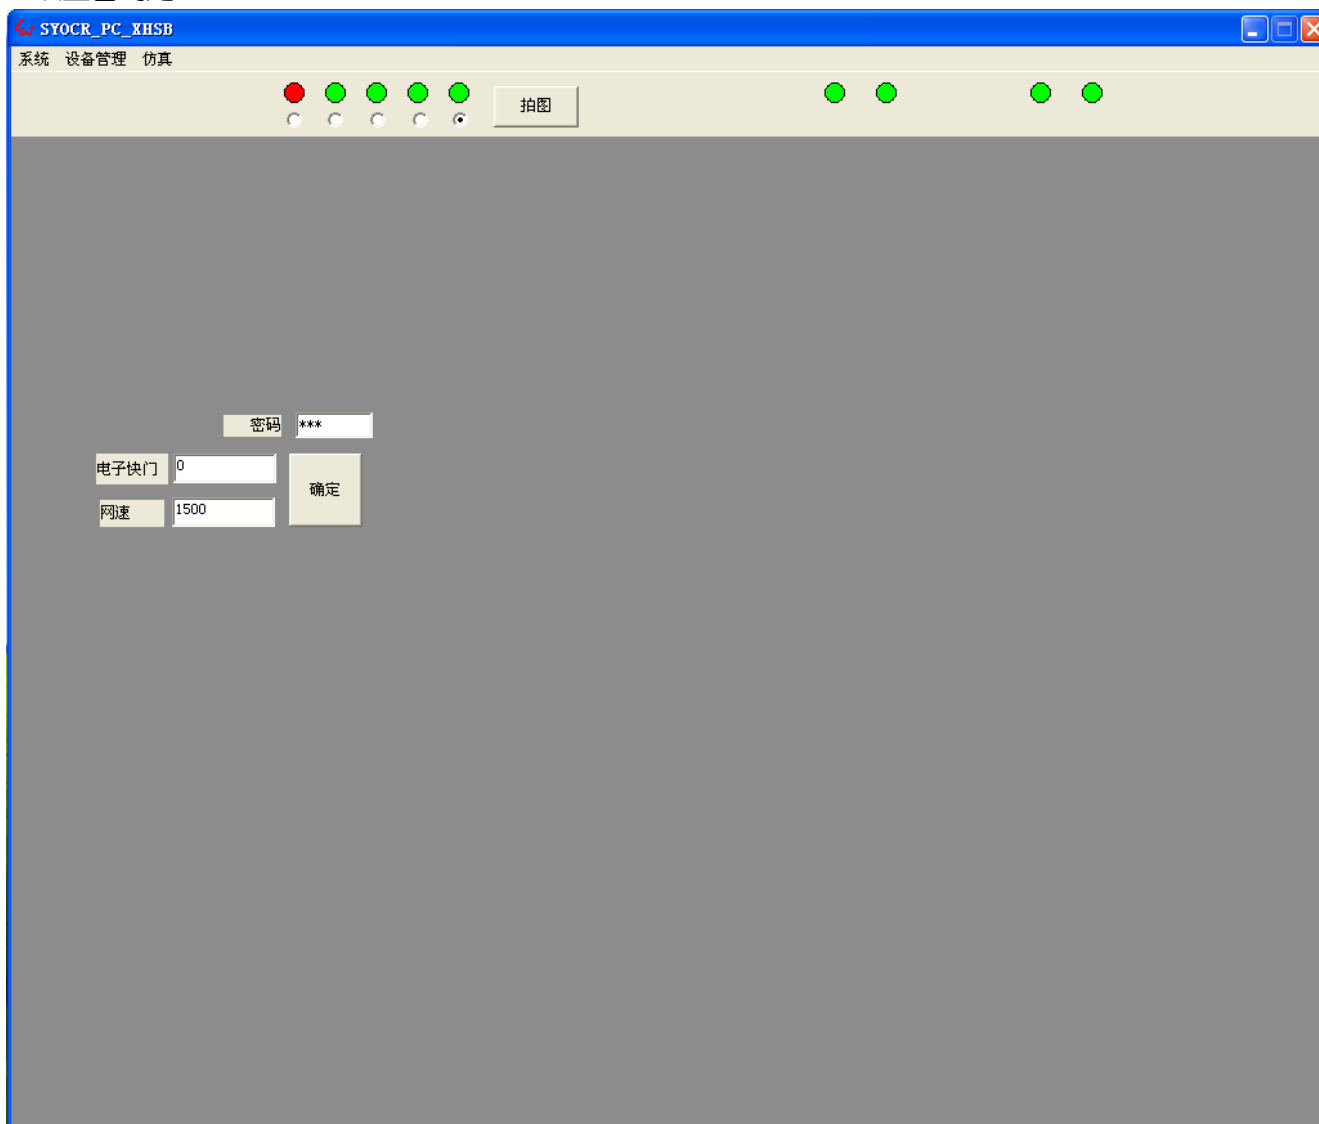 SYOCR_PC_XHSB
系统 设备管理 仿真
拍图
密码 ***
电子快门 0
确定
网速 1500